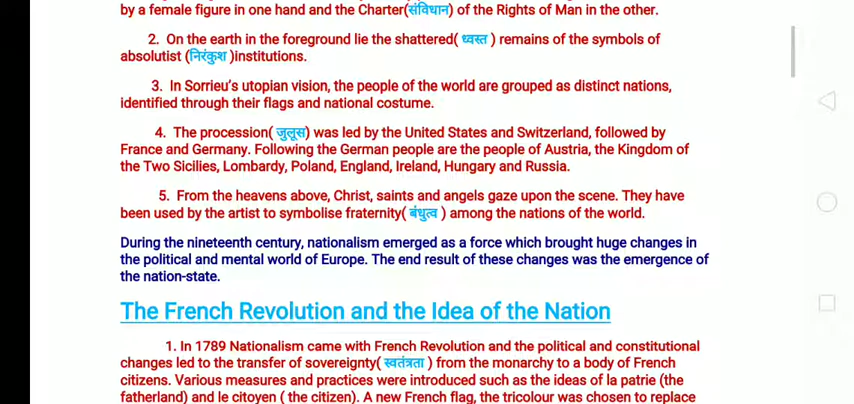 by a female figure in one hand and the Charter(संविधान) of the Rights of Man in the other.
2. On the earth in the foreground lie the shattered( ध्वस्त ) remains of the symbols of
absolutist (निरंकुश )institutions.
3. In Sorrieu's utopian vision, the people of the world are grouped as distinct nations,
identified through their flags and national costume.
4. The procession( जुलूस) was led by the United States and Switzerland, followed by
France and Germany. Following the German people are the people of Austria, the Kingdom of
the Two Sicilies, Lombardy, Poland, England, Ireland, Hungary and Russia.
5. From the heavens above, Christ, saints and angels gaze upon the scene. They have
been used by the artist to symbolise fraternity( बंधुत्व ) among the nations of the world.
During the nineteenth century, nationalism emerged as a force which brought huge changes in
the political and mental world of Europe. The end result of these changes was the emergence of
the nation-state.
The French Revolution and the Idea of the Nation
1. In 1789 Nationalism came with French Revolution and the political and constitutional
changes led to the transfer of sovereignty( स्वतंत्रता ) from the monarchy to a body of French
citizens. Various measures and practices were introduced such as the ideas of la patrie (the
fatherland) and le citoyen ( the citizen). A new French flag, the tricolour was chosen to replace